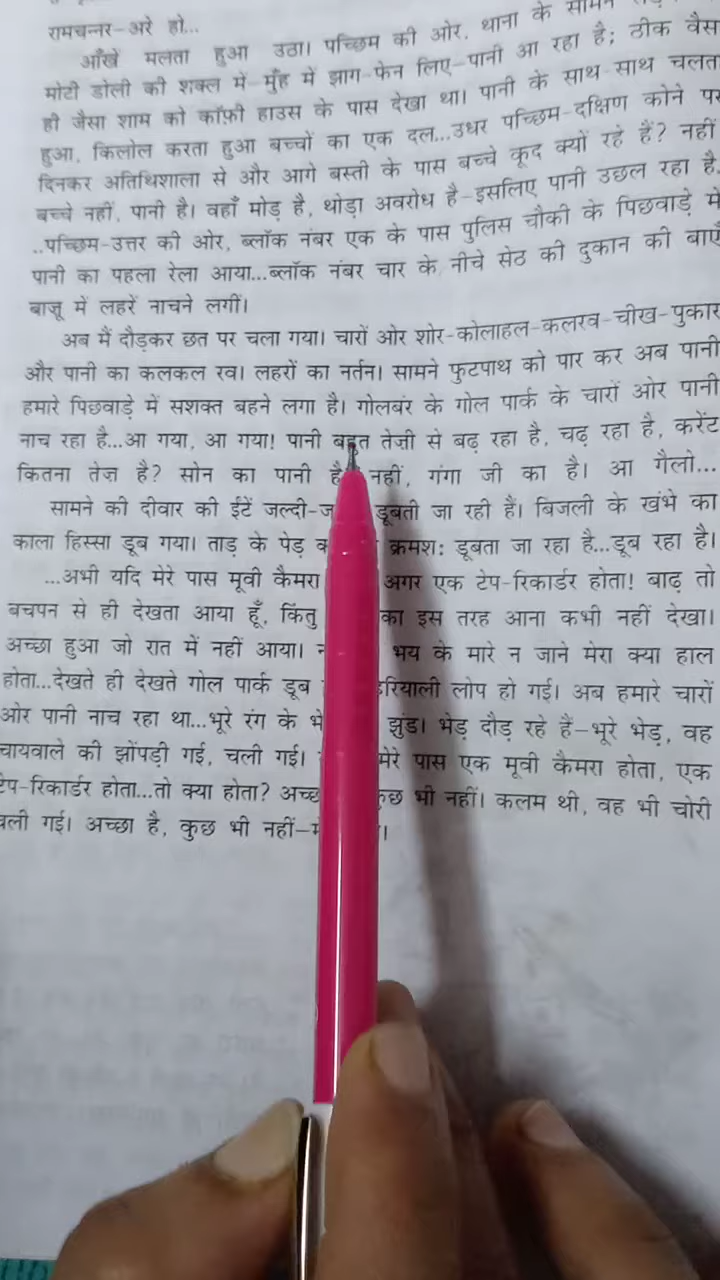 रामचन्नर-अरे हो...
आँखें मलता हुआ उठा। पच्छिम की ओर, थाना के सामने
मोटी डोली की शक्ल में-मुँह में झाग-फेन लिए-पानी आ रहा है; ठीक वैस
ही जैसा शाम को कॉफ़ी हाउस के पास देखा था। पानी के साथ-साथ चलता
हुआ, किलोल करता हुआ बच्चों का एक दल...उधर पच्छिम-दक्षिण कोने पर
दिनकर अतिथिशाला से और आगे बस्ती के पास बच्चे कूद क्यों रहे हैं? नहीं
बच्चे नहीं, पानी है। वहाँ मोड़ है, थोड़ा अवरोध है-इसलिए पानी उछल रहा है.
..पच्छिम-उत्तर की ओर, ब्लॉक नंबर एक के पास पुलिस चौकी के पिछवाड़े में
पानी का पहला रेला आया...ब्लॉक नंबर चार के नीचे सेठ की दुकान की बाएँ
बाज़ू में लहरें नाचने लगीं।
अब मैं दौड़कर छत पर चला गया। चारों ओर शोर-कोलाहल-कलरव-चीख-पुकार
और पानी का कलकल रव। लहरों का नर्तन। सामने फुटपाथ को पार कर अब पानी
हमारे पिछवाड़े में सशक्त बहने लगा है। गोलबंर के गोल पार्क के चारों ओर पानी
नाच रहा है...आ गया, आ गया! पानी बहुत तेज़ी से बढ़ रहा है, चढ़ रहा है, करेंट
कितना तेज़ है? सोन का पानी है नहीं, गंगा जी का है। आ गैलो...
सामने की दीवार की ईंटें जल्दी-ज डूबती जा रही हैं। बिजली के खंभे का
काला हिस्सा डूब गया। ताड़ के पेड़ क क्रमश: डूबता जा रहा है...डूब रहा है।
...अभी यदि मेरे पास मूवी कैमरा अगर एक टेप-रिकार्डर होता! बाढ़ तो
बचपन से ही देखता आया हूँ, किंतु का इस तरह आना कभी नहीं देखा।
अच्छा हुआ जो रात में नहीं आया। भय के मारे न जाने मेरा क्या हाल
होता...देखते ही देखते गोल पार्क डूब हरियाली लोप हो गई। अब हमारे चारों
ओर पानी नाच रहा था...भूरे रंग के भे झुंड। भेड़ दौड़ रहे हैं-भूरे भेड़, वह
चायवाले की झोंपड़ी गई, चली गई। मेरे पास एक मूवी कैमरा होता, एक
टेप-रिकार्डर होता...तो क्या होता? अच्छ कुछ भी नहीं। कलम थी, वह भी चोरी
चली गई। अच्छा है, कुछ भी नहीं-मे ।